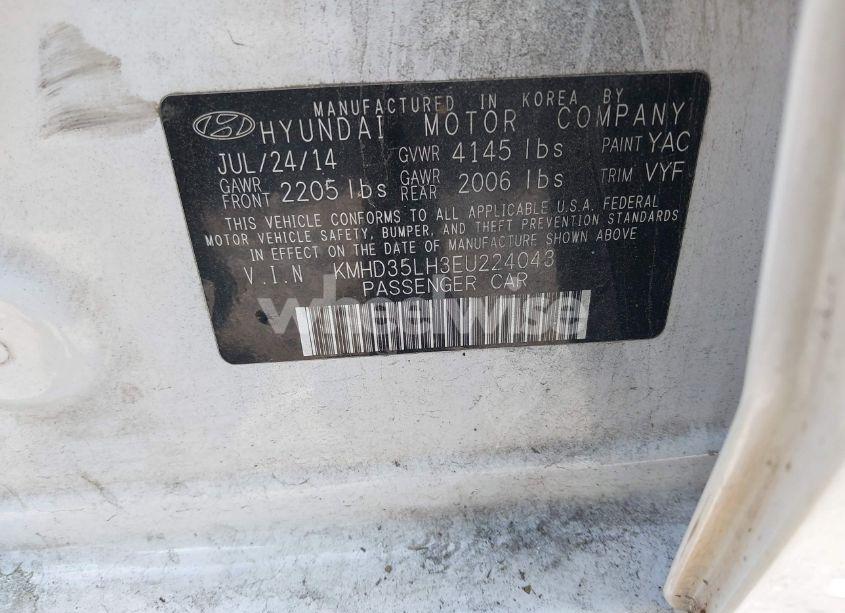 MANUFACTURED IN KOREA BY
HYUNDAI MOTOR COMPANY
JUL/24/14 GVWR 4145 lbs PAINT YAC
GAWR FRONT 2205 lbs GAWR REAR 2006 lbs TRIM VYF
THIS VEHICLE CONFORMS TO ALL APPLICABLE U.S.A. FEDERAL
MOTOR VEHICLE SAFETY, BUMPER, AND THEFT PREVENTION STANDARDS
IN EFFECT ON THE DATE OF MANUFACTURE SHOWN ABOVE
V.I.N KMHD35LH3EU224043
PASSENGER CAR
wheelwise